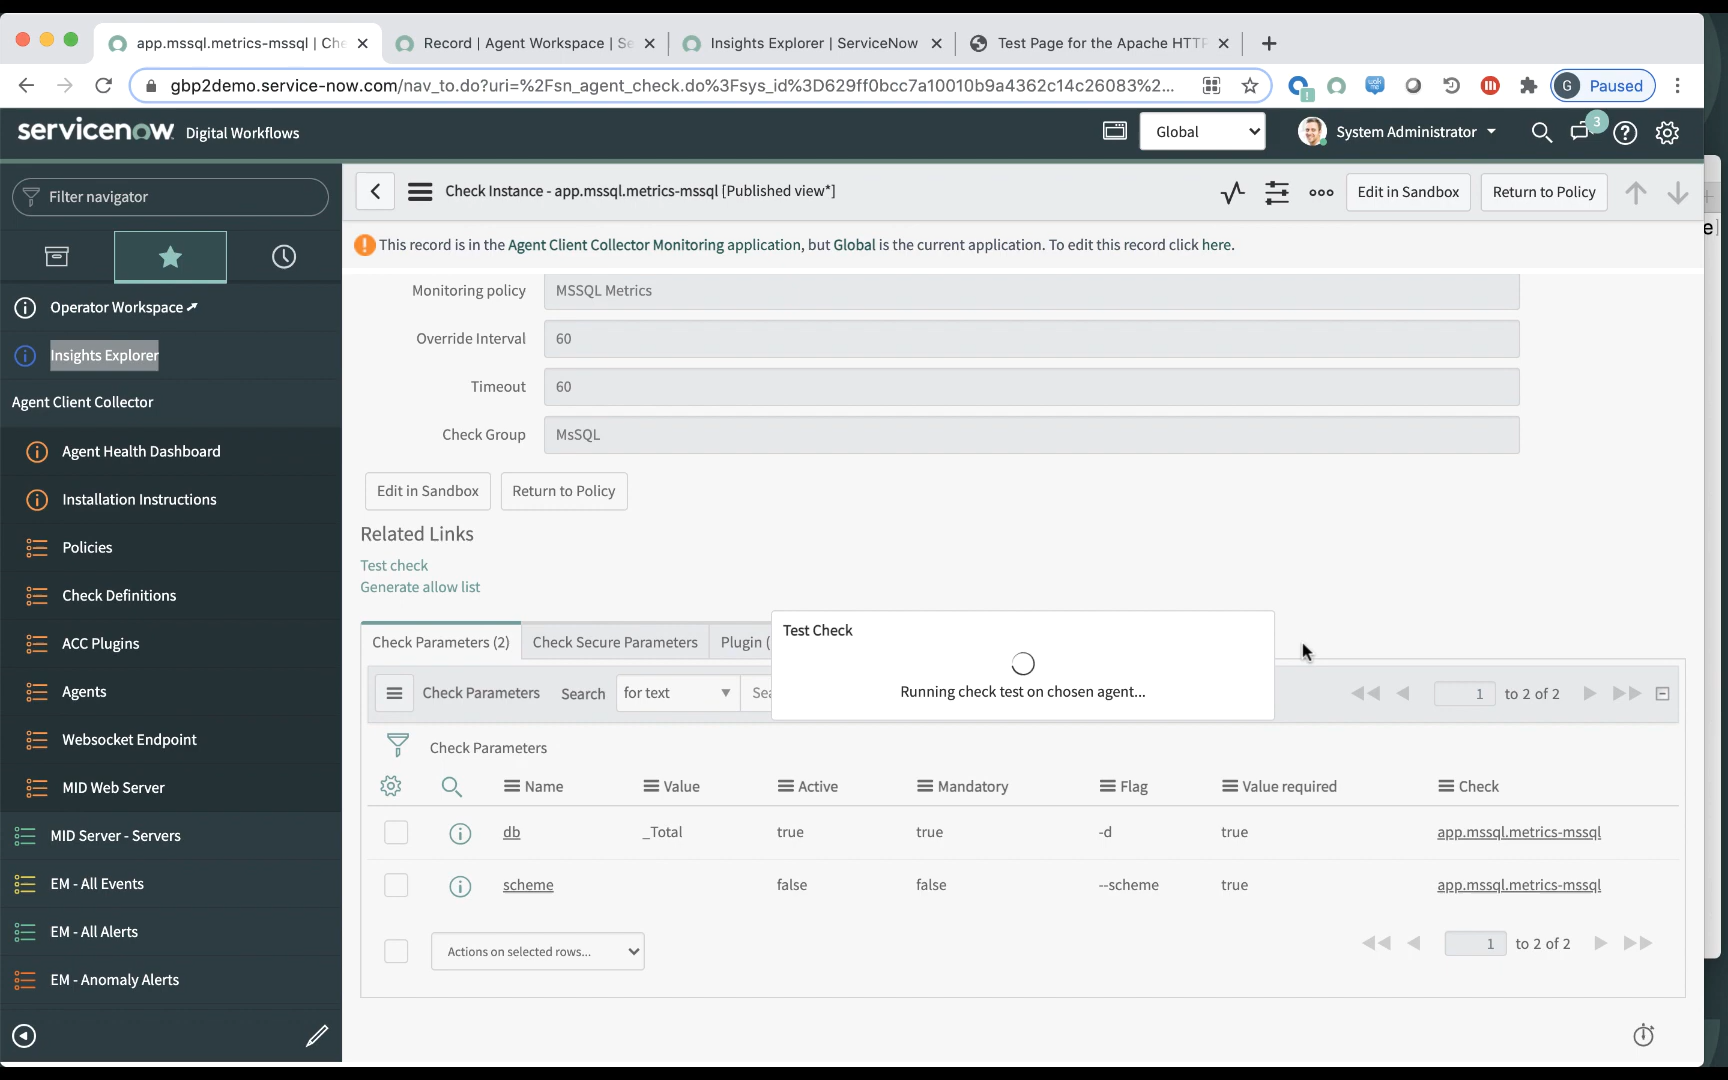 app.mssql.metrics-mssql | Che
Record | Agent Workspace | Se
Insights Explorer | ServiceNow
Test Page for the Apache HTTP
gbp2demo.service-now.com/nav_to.do?uri=%2Fsn_agent_check.do%3Fsys_id%3D629ff0bcc7a10010b9a4362c14c26083%2...
G Paused
servicenow Digital Workflows
Global
System Administrator
3
Filter navigator
Operator Workspace
Insights Explorer
Agent Client Collector
Agent Health Dashboard
Installation Instructions
Policies
Check Definitions
ACC Plugins
Agents
Websocket Endpoint
MID Web Server
MID Server - Servers
EM - All Events
EM - All Alerts
EM - Anomaly Alerts
Check Instance - app.mssql.metrics-mssql [Published view*]
Edit in Sandbox
Return to Policy
This record is in the Agent Client Collector Monitoring application, but Global is the current application. To edit this record click here.
Monitoring policy MSSQL Metrics
Override Interval 60
Timeout 60
Check Group MsSQL
Edit in Sandbox Return to Policy
Related Links
Test check
Generate allow list
Check Parameters (2) Check Secure Parameters Plugin (
Test Check
Running check test on chosen agent...
Check Parameters Search for text Sea 1 to 2 of 2
Check Parameters
Name Value Active Mandatory Flag Value required Check
db _Total true true -d true app.mssql.metrics-mssql
scheme false false --scheme true app.mssql.metrics-mssql
Actions on selected rows... 1 to 2 of 2